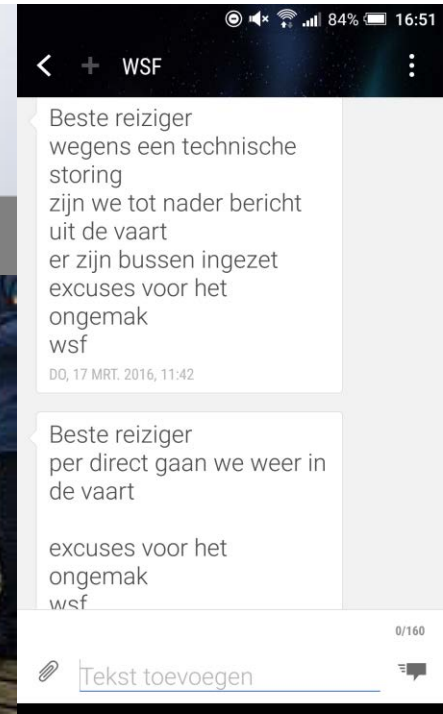 84% 16:51
WSF
Beste reiziger
wegens een technische
storing
zijn we tot nader bericht
uit de vaart
er zijn bussen ingezet
excuses voor het
ongemak
wsf
DO, 17 MRT. 2016, 11:42
Beste reiziger
per direct gaan we weer in
de vaart
excuses voor het
ongemak
wsf
0/160
Tekst toevoegen